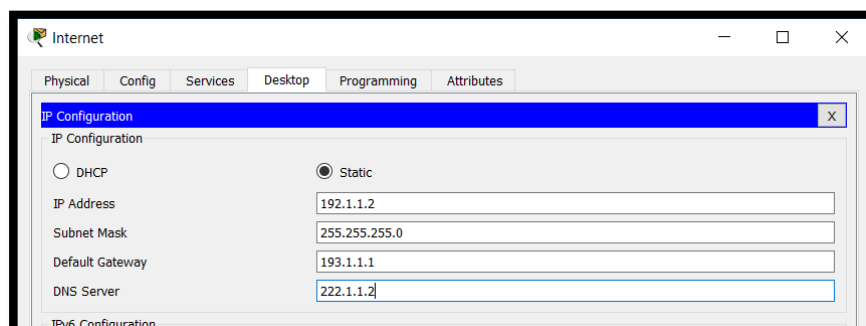 Internet
Physical Config Services Desktop Programming Attributes
IP Configuration X
IP Configuration
DHCP Static
IP Address 192.1.1.2
Subnet Mask 255.255.255.0
Default Gateway 193.1.1.1
DNS Server 222.1.1.2
IPv6 Configuration